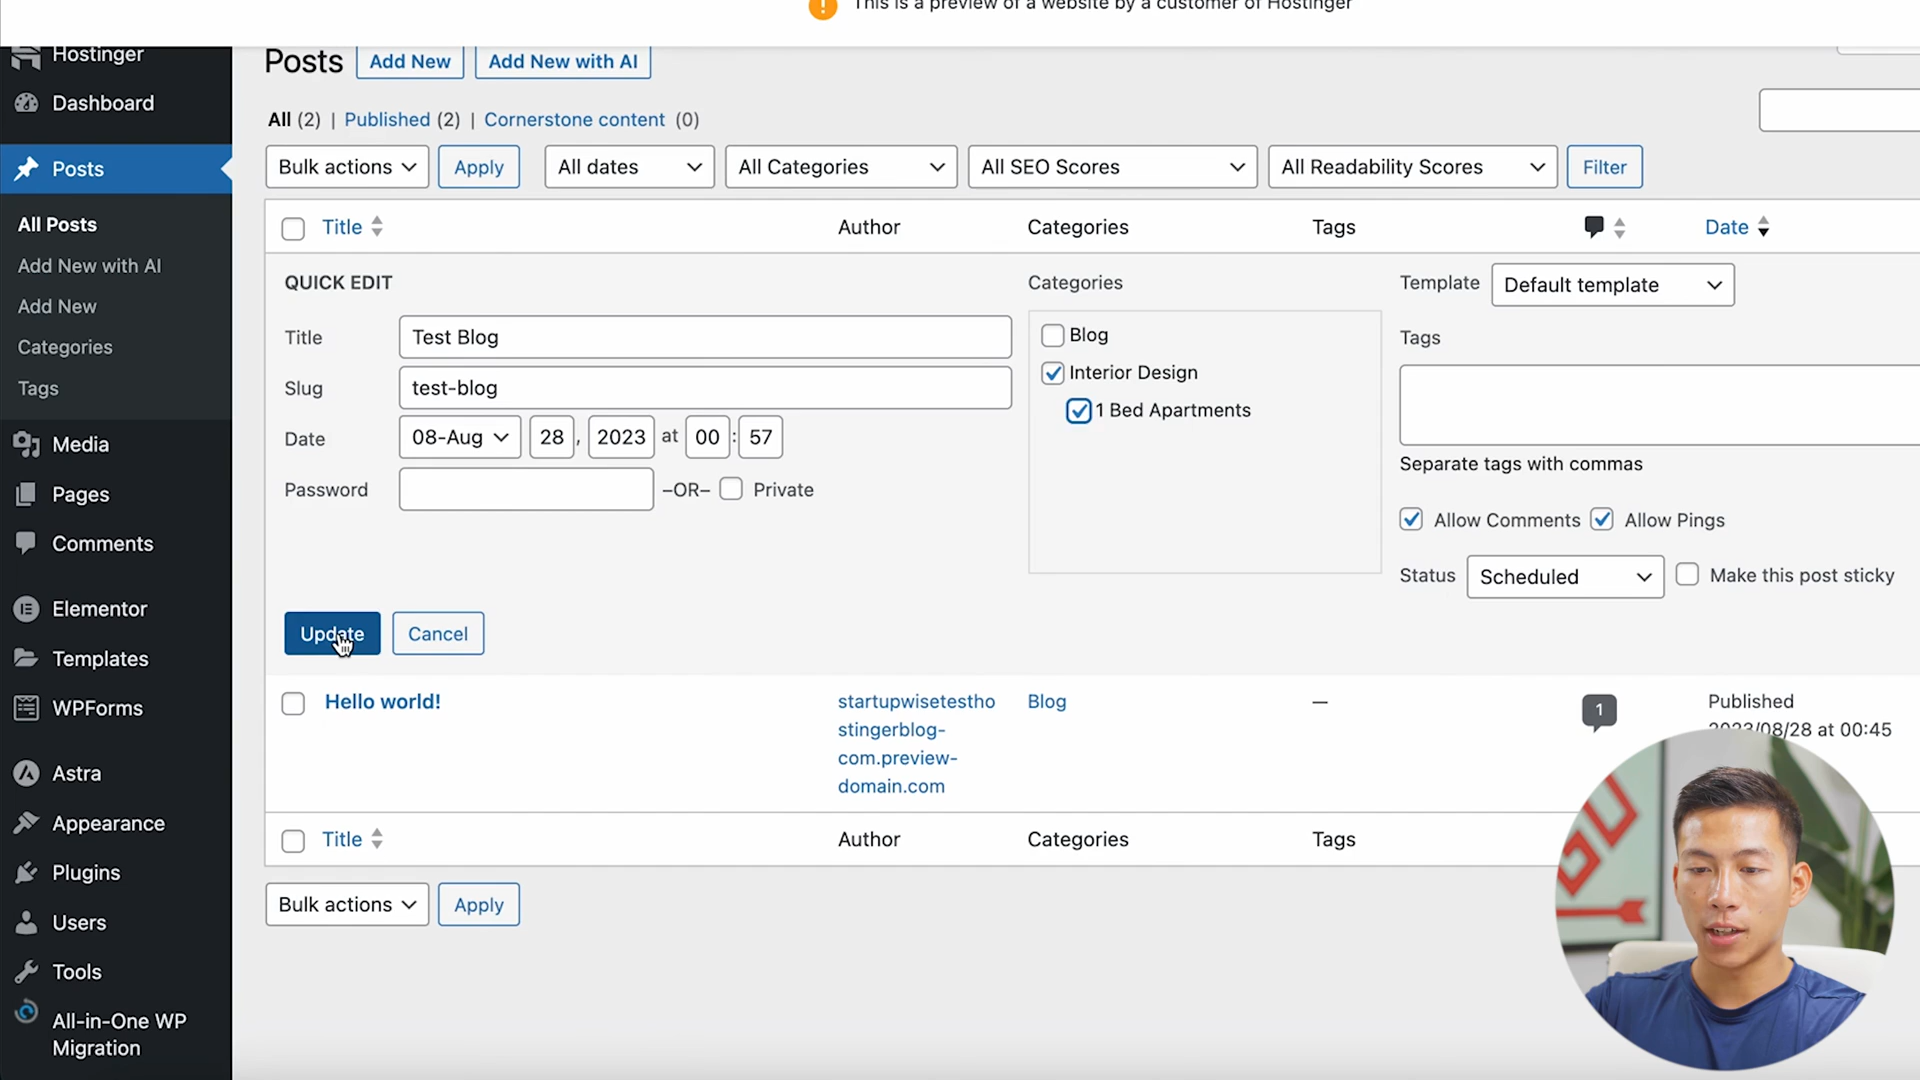 This is a preview of a website by a customer of Hostinger
Hostinger
Dashboard
Posts
All Posts
Add New with AI
Add New
Categories
Tags
Media
Pages
Comments
Elementor
Templates
WPForms
Astra
Appearance
Plugins
Users
Tools
All-in-One WP
Migration
Posts Add New Add New with AI
All (2) | Published (2) | Cornerstone content (0)
Bulk actions Apply All dates All Categories All SEO Scores All Readability Scores Filter
Title Author Categories Tags Date
QUICK EDIT
Title Test Blog
Slug test-blog
Date 08-Aug 28 , 2023 at 00 : 57
Password –OR– Private
Categories
Blog
Interior Design
1 Bed Apartments
Template Default template
Tags
Separate tags with commas
Allow Comments Allow Pings
Status Scheduled Make this post sticky
Update Cancel
Hello world!
startupwisetestho
stingerblog-
com.preview-
domain.com
Blog
—
1
Published
2023/08/28 at 00:45
Title Author Categories Tags
Bulk actions Apply